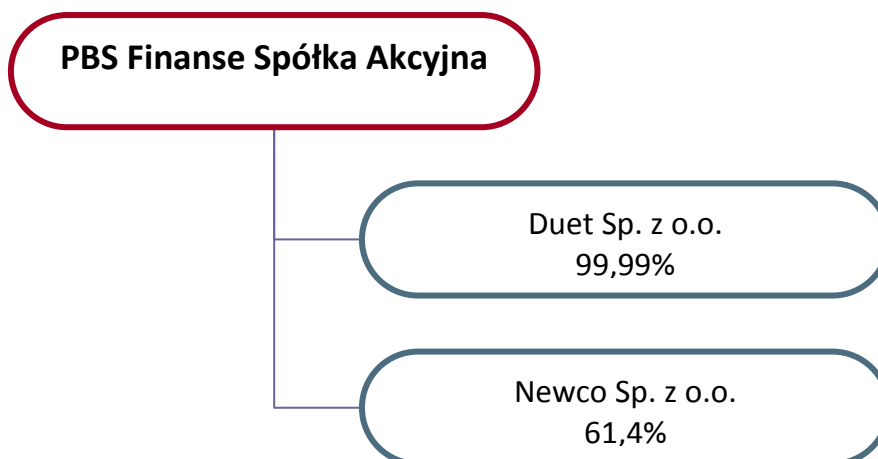 PBS Finanse Spółka Akcyjna
Duet Sp. z o.o.
99,99%
Newco Sp. z o.o.
61,4%